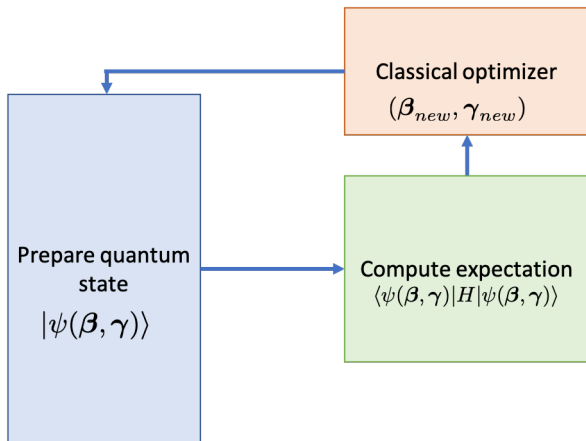 Classical optimizer
(β_new, γ_new)
Prepare quantum
state
|ψ(β, γ)⟩
Compute expectation
⟨ψ(β, γ)|H|ψ(β, γ)⟩